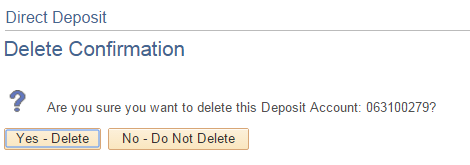 Direct Deposit
Delete Confirmation
? Are you sure you want to delete this Deposit Account: 063100279?
Yes - Delete No - Do Not Delete